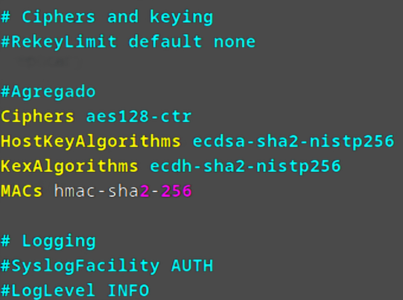 # Ciphers and keying
#RekeyLimit default none
#Agregado
Ciphers aes128-ctr
HostKeyAlgorithms ecdsa-sha2-nistp256
KexAlgorithms ecdh-sha2-nistp256
MACs hmac-sha2-256
# Logging
#SyslogFacility AUTH
#LogLevel INFO